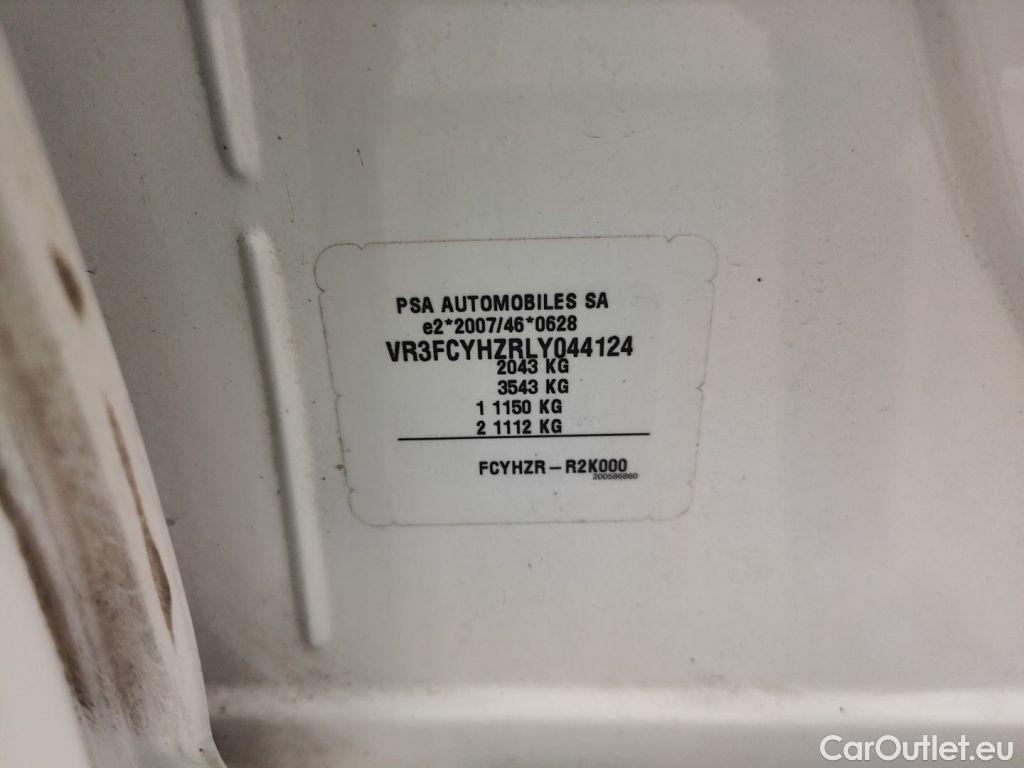 PSA AUTOMOBILES SA
e2*2007/46*0628
VR3FCYHZRLY044124
2043 KG
3543 KG
1 1150 KG
2 1112 KG
FCYHZR – R2K000
200586860
CarOutlet.eu